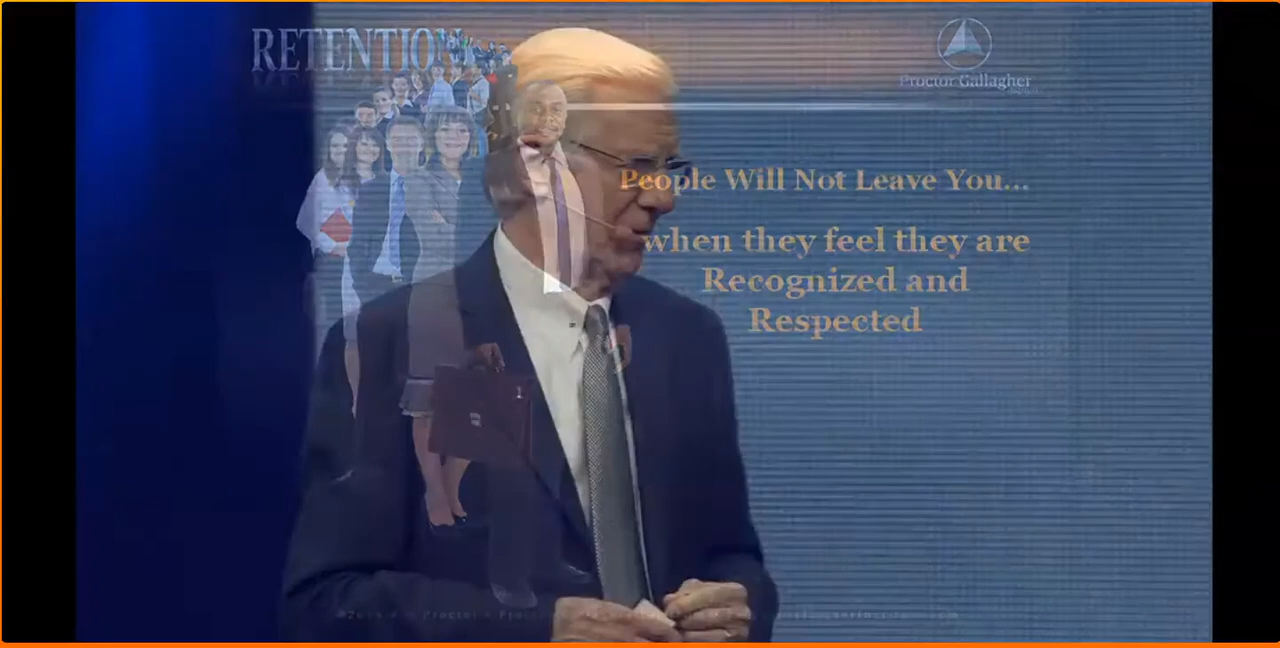 RETENTION
Proctor Gallagher
People Will Not Leave You...
when they feel they are
Recognized and
Respected